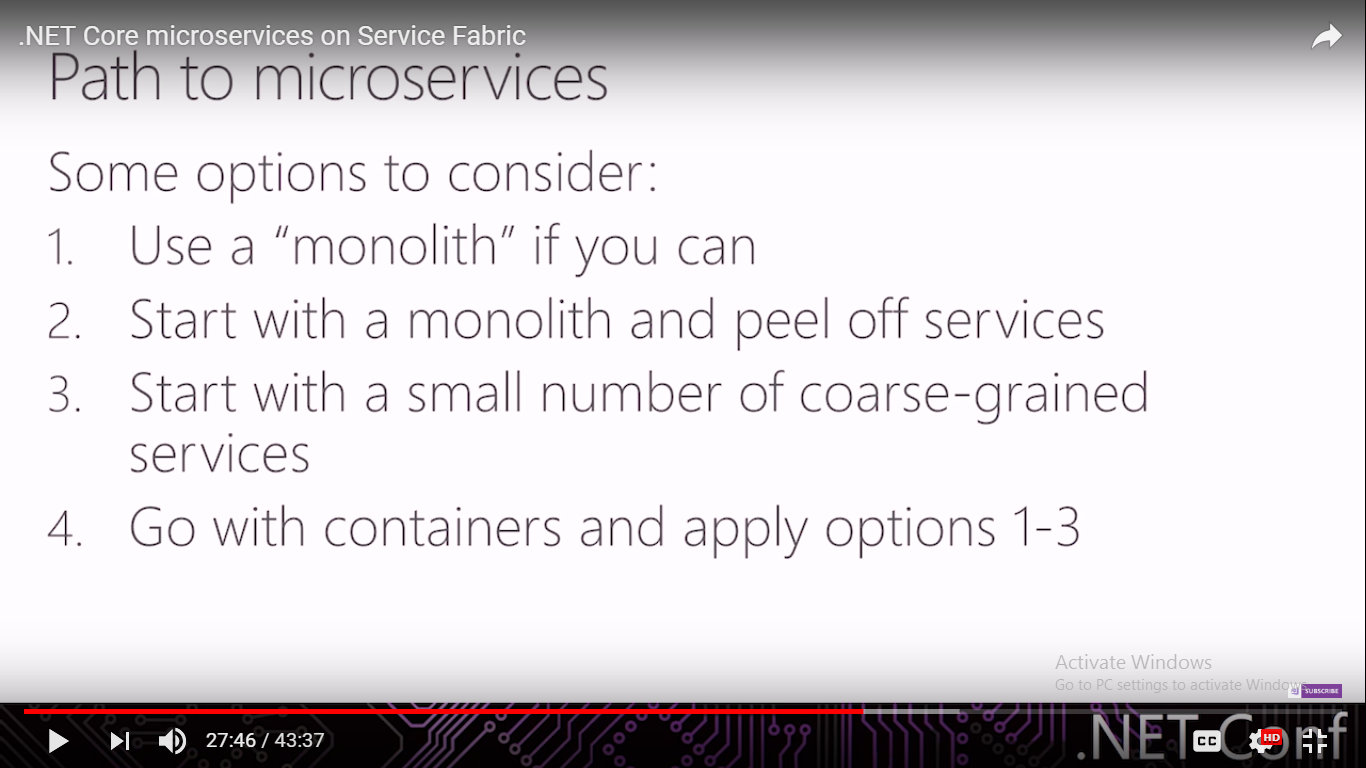 .NET Core microservices on Service Fabric
Path to microservices
Some options to consider:
1. Use a “monolith” if you can
2. Start with a monolith and peel off services
3. Start with a small number of coarse-grained
services
4. Go with containers and apply options 1-3
Activate Windows
Go to PC settings to activate Windows.
SUBSCRIBE
.NET Conf
27:46 / 43:37
CC
HD